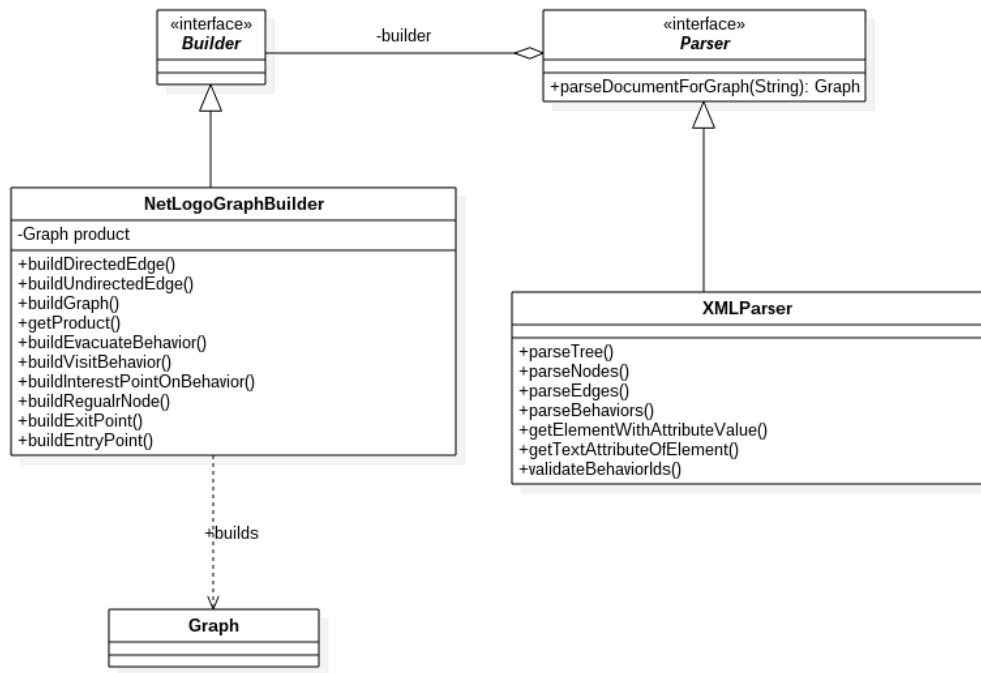 «interface»
Builder
-builder
«interface»
Parser
+parseDocumentForGraph(String): Graph
NetLogoGraphBuilder
-Graph product
+buildDirectedEdge()
+buildUndirectedEdge()
+buildGraph()
+getProduct()
+buildEvacuateBehavior()
+buildVisitBehavior()
+buildInterestPointOnBehavior()
+buildRegualrNode()
+buildExitPoint()
+buildEntryPoint()
XMLParser
+parseTree()
+parseNodes()
+parseEdges()
+parseBehaviors()
+getElementWithAttributeValue()
+getTextAttributeOfElement()
+validateBehaviorIds()
+builds
Graph